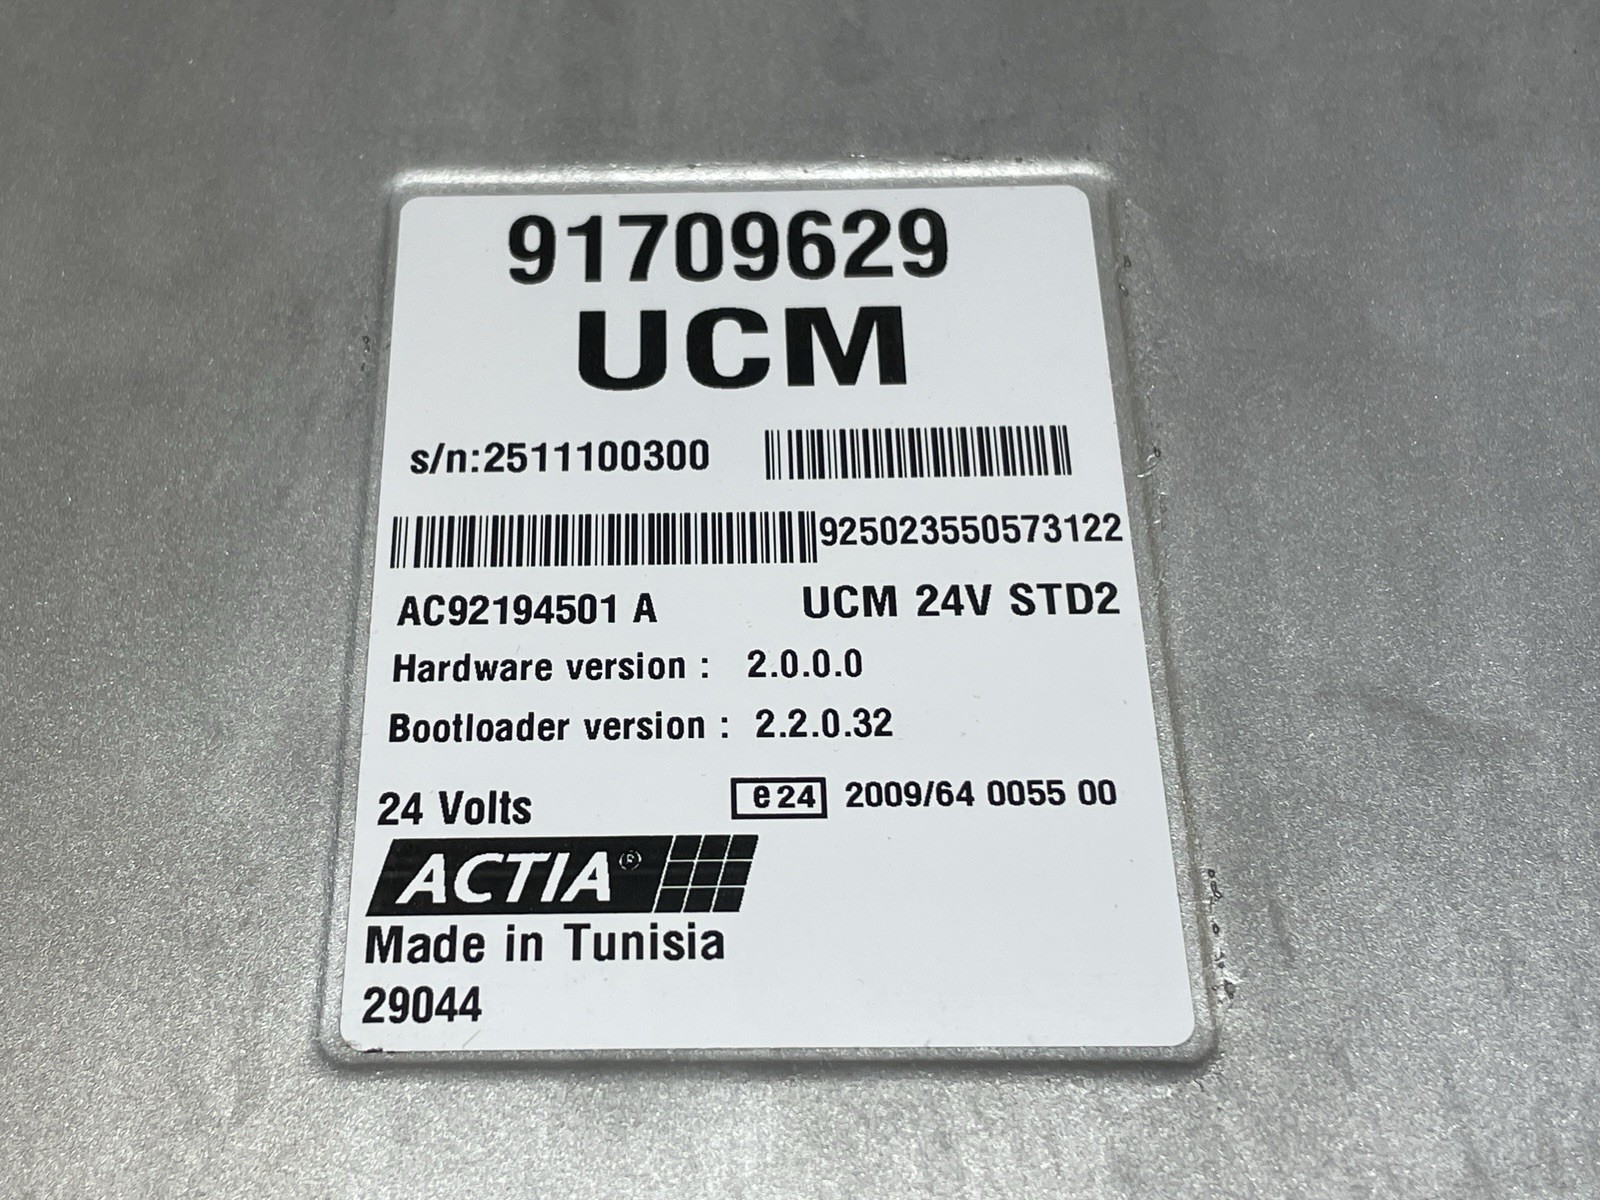 91709629
UCM
s/n:2511100300
925023550573122
AC92194501 A UCM 24V STD2
Hardware version : 2.0.0.0
Bootloader version : 2.2.0.32
24 Volts e24 2009/64 0055 00
ACTIA®
Made in Tunisia
29044